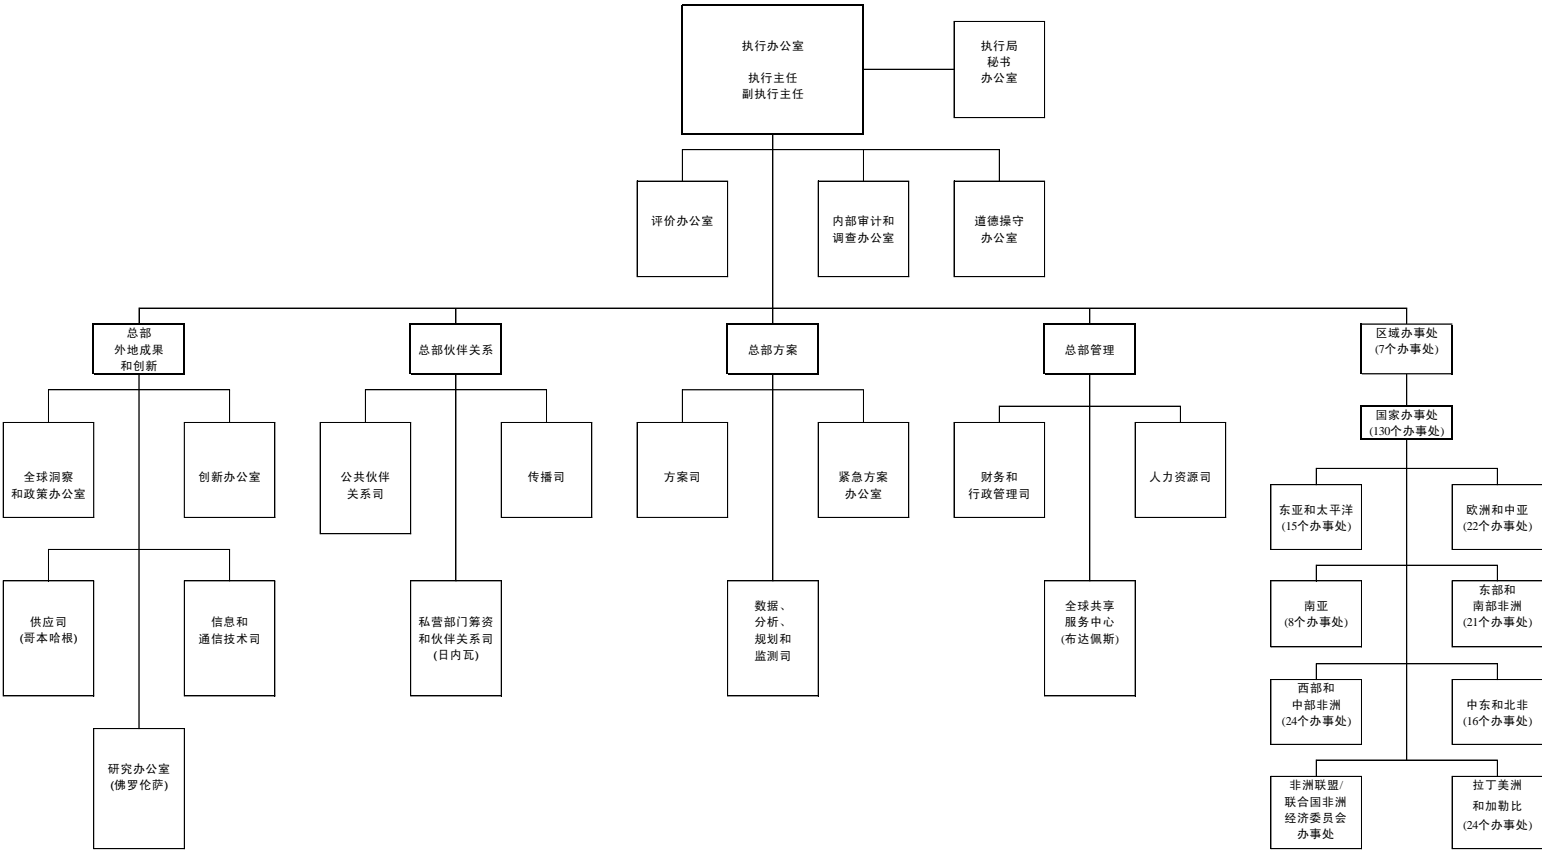 执行办公室
执行主任
副执行主任
执行局
秘书
办公室
评价办公室
内部审计和
调查办公室
道德操守
办公室
总部
外地成果
和创新
总部伙伴关系
总部方案
总部管理
区域办事处
(7个办事处)
国家办事处
(130个办事处)
全球洞察
和政策办公室
创新办公室
公共伙伴
关系司
传播司
方案司
紧急方案
办公室
财务和
行政管理司
人力资源司
东亚和太平洋
(15个办事处)
欧洲和中亚
(22个办事处)
供应司
(哥本哈根)
信息和
通信技术司
私营部门筹资
和伙伴关系司
(日内瓦)
数据、
分析、
规划和
监测司
全球共享
服务中心
(布达佩斯)
南亚
(8个办事处)
东部和
南部非洲
(21个办事处)
西部和
中部非洲
(24个办事处)
中东和北非
(16个办事处)
研究办公室
(佛罗伦萨)
非洲联盟/
联合国非洲
经济委员会
办事处
拉丁美洲
和加勒比
(24个办事处)